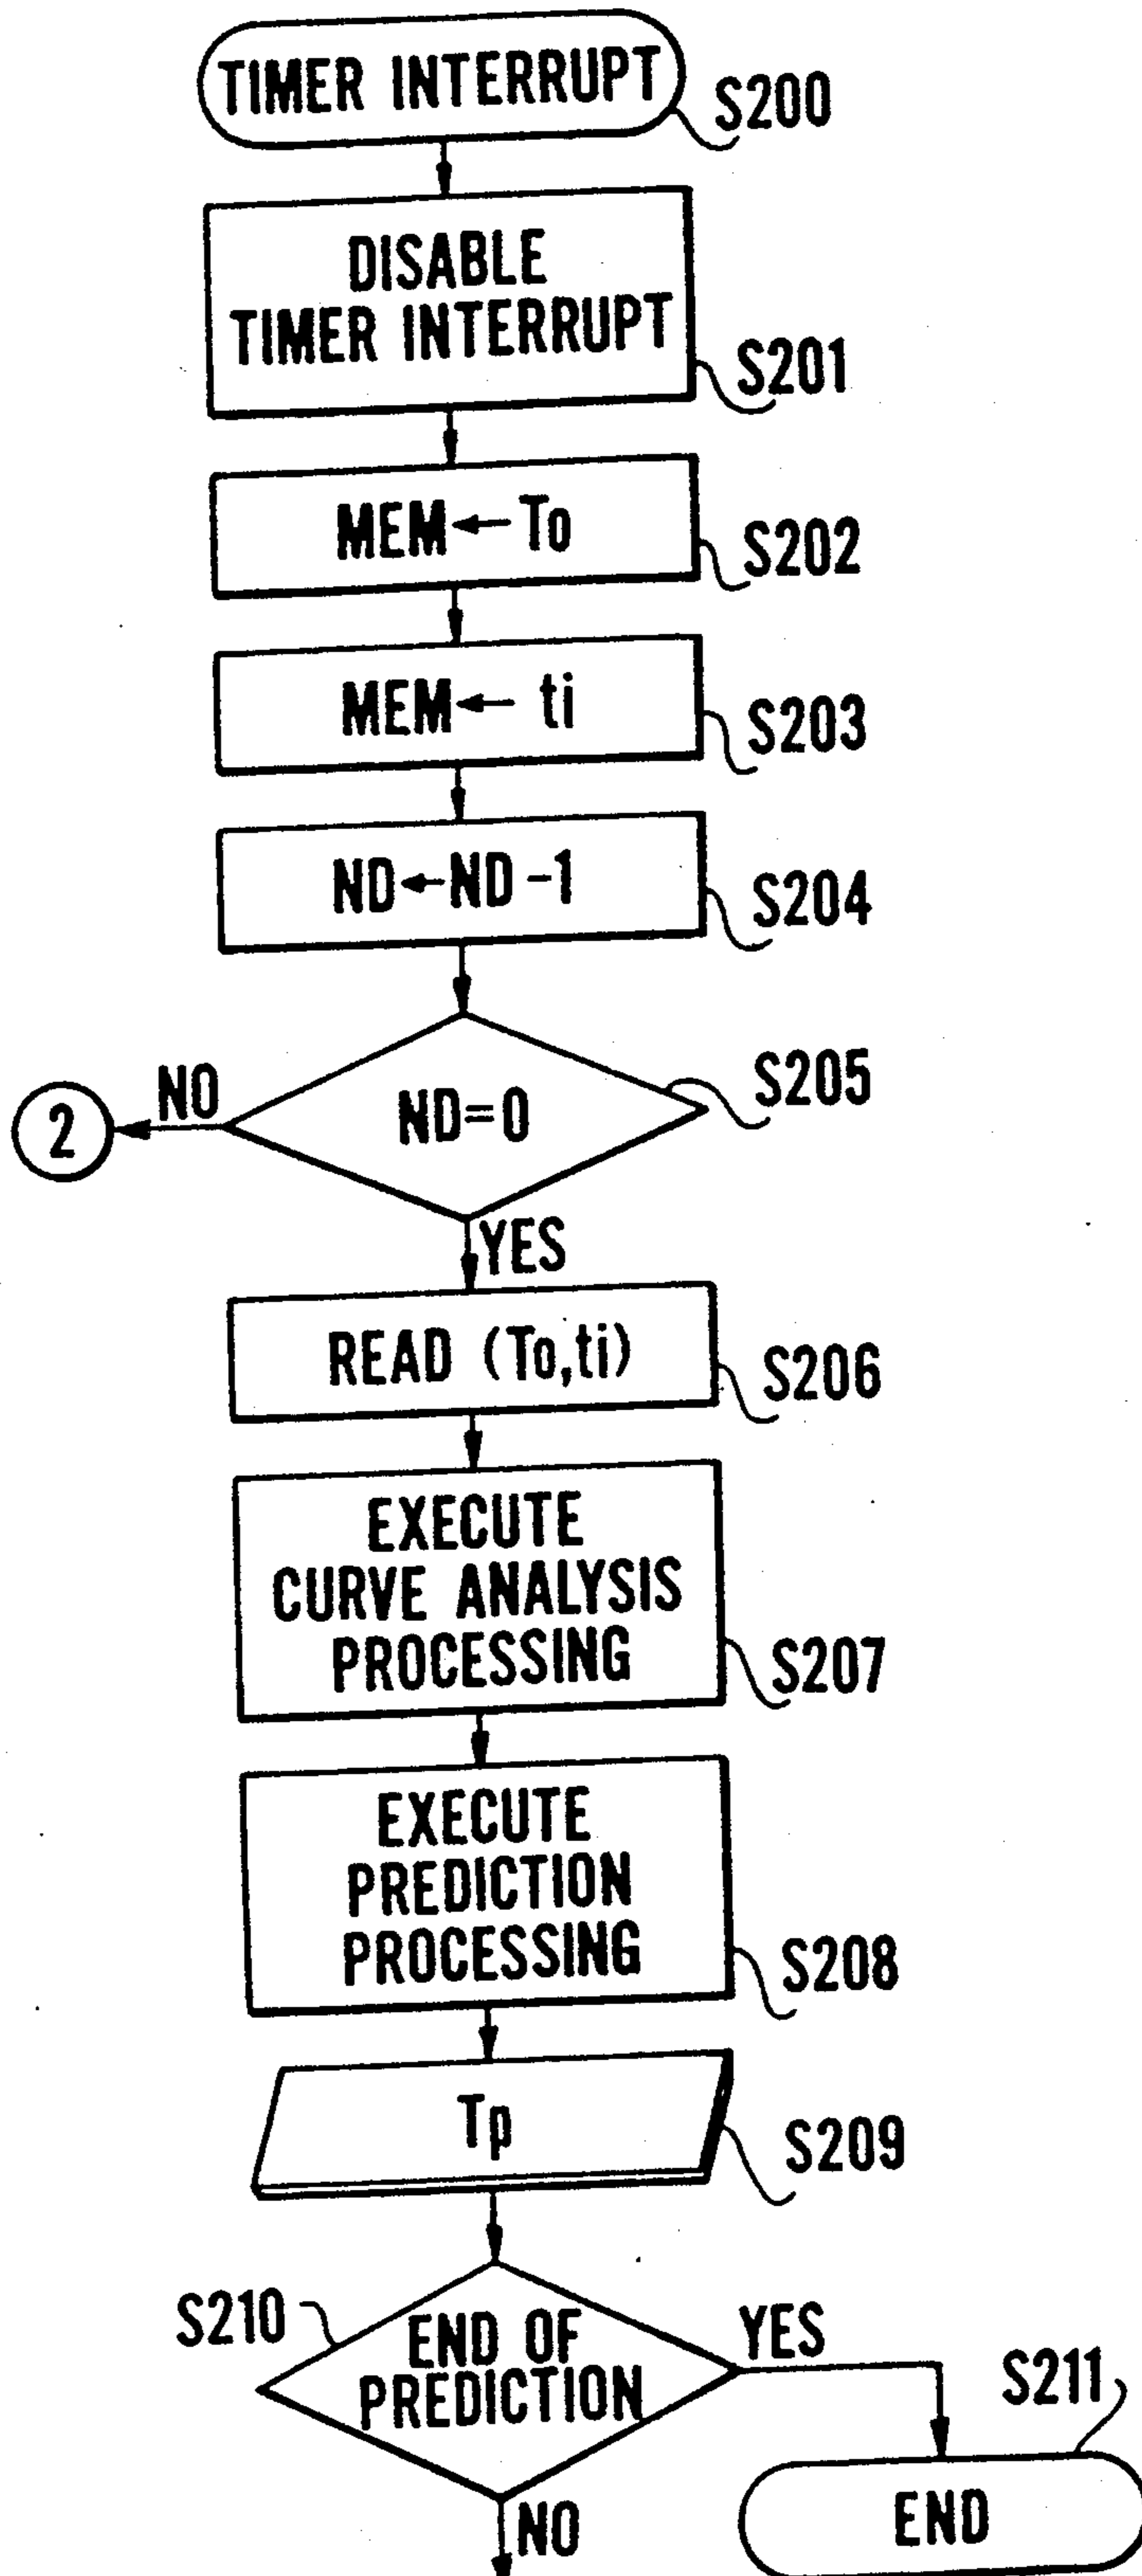 TIMER INTERRUPT
S200
DISABLE
TIMER INTERRUPT
S201
MEM←To
S202
MEM← ti
S203
ND←ND-1
S204
ND=0
S205
NO
2
YES
READ (To,ti)
S206
EXECUTE
CURVE ANALYSIS
PROCESSING
S207
EXECUTE
PREDICTION
PROCESSING
S208
Tp
S209
S210
END OF
PREDICTION
YES
S211
END
NO